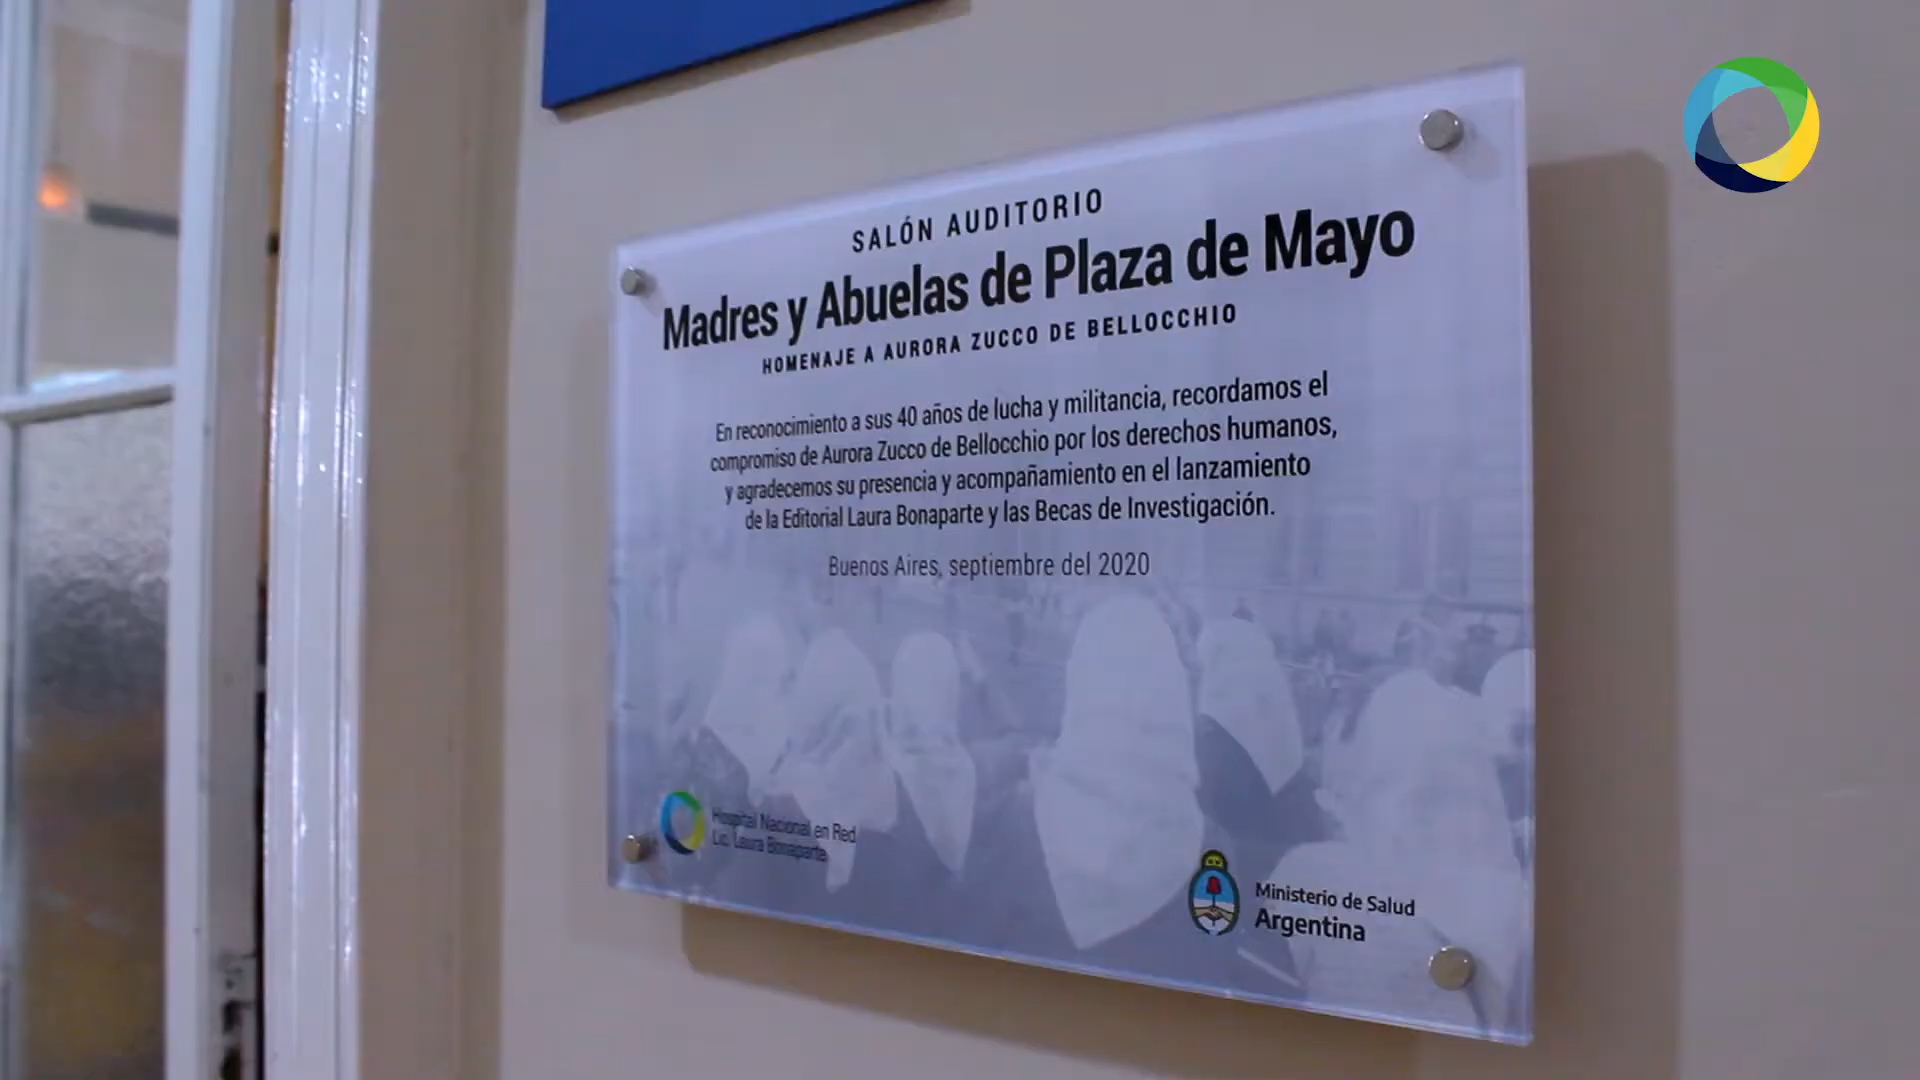 SALÓN AUDITORIO
Madres y Abuelas de Plaza de Mayo
HOMENAJE A AURORA ZUCCO DE BELLOCCHIO
En reconocimiento a sus 40 años de lucha y militancia, recordamos el
compromiso de Aurora Zucco de Bellocchio por los derechos humanos,
y agradecemos su presencia y acompañamiento en el lanzamiento
de la Editorial Laura Bonaparte y las Becas de Investigación.
Buenos Aires, septiembre del 2020
Hospital Nacional en Red
Lic. Laura Bonaparte
Ministerio de Salud
Argentina